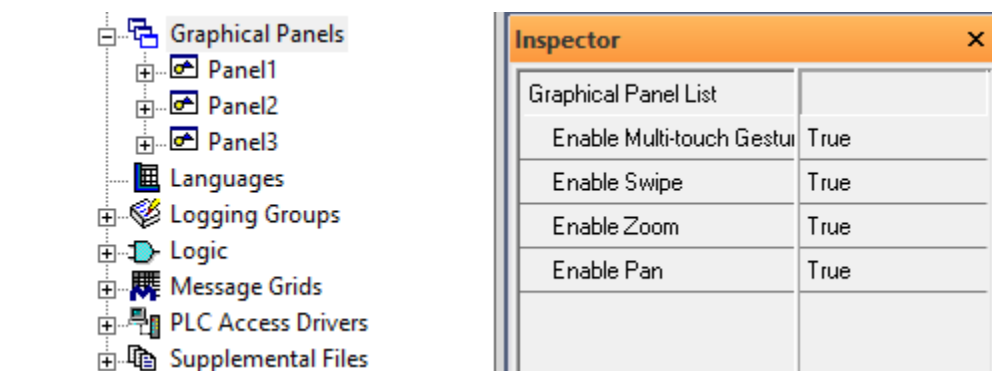 Graphical Panels
Panel1
Panel2
Panel3
Languages
Logging Groups
Logic
Message Grids
PLC Access Drivers
Supplemental Files
Inspector
Graphical Panel List
Enable Multi-touch Gestur True
Enable Swipe True
Enable Zoom True
Enable Pan True